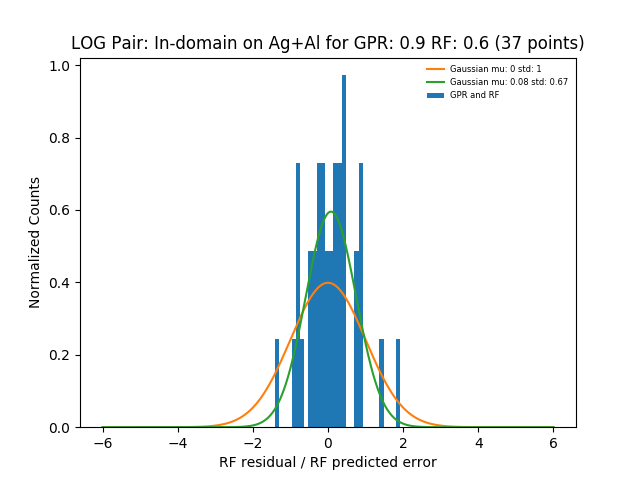 LOG Pair: In-domain on Ag+Al for GPR: 0.9 RF: 0.6 (37 points)
Gaussian mu: 0 std: 1
Gaussian mu: 0.08 std: 0.67
GPR and RF
Normalized Counts
1.0
0.8
0.6
0.4
0.2
0.0
−6 −4 −2 0 2 4 6
RF residual / RF predicted error